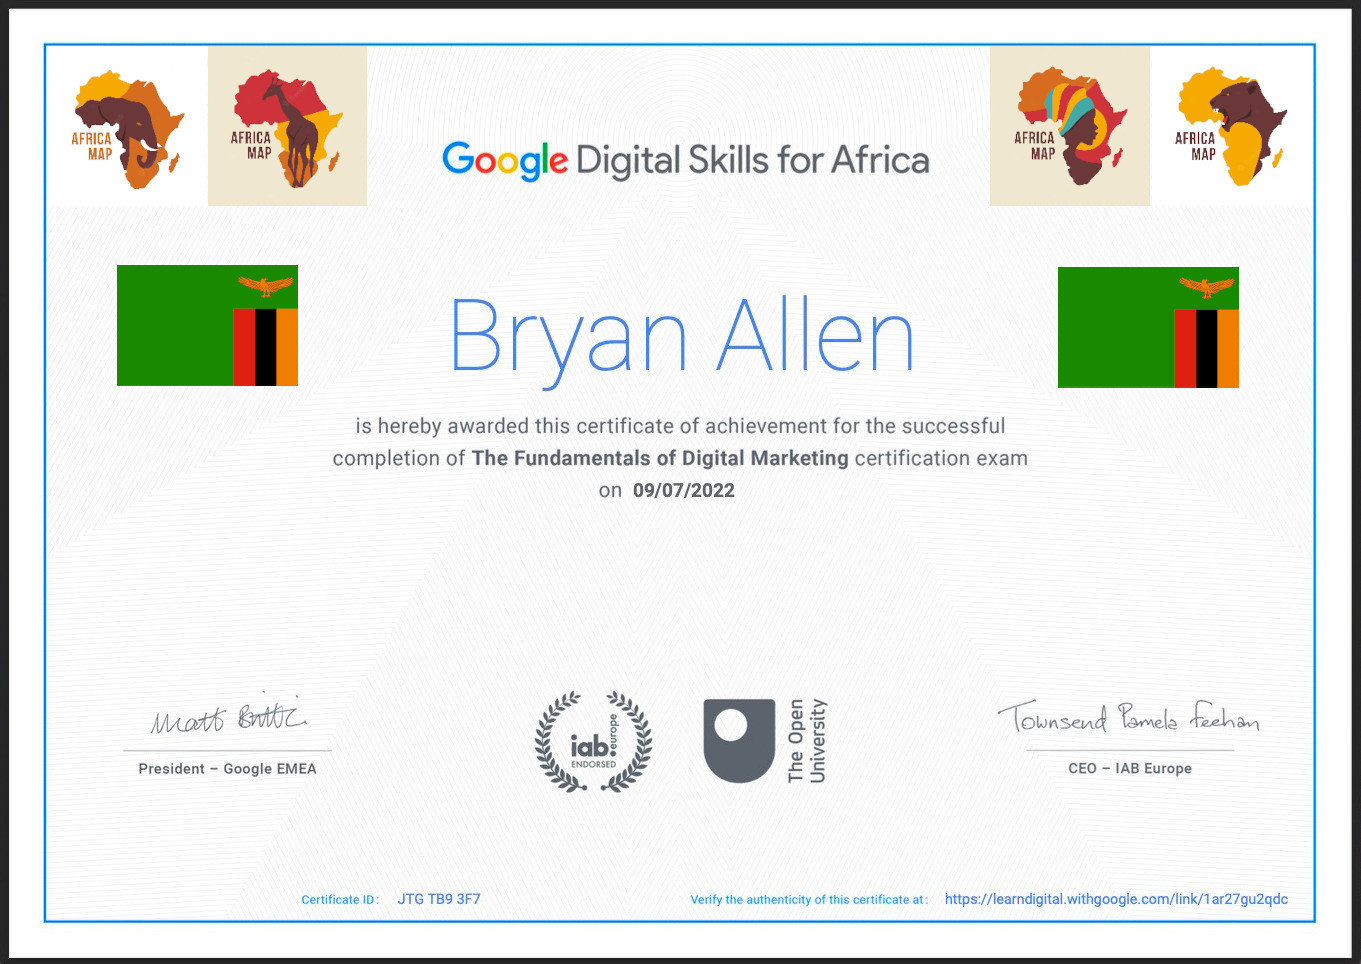 AFRICA
MAP
AFRICA
MAP
Google Digital Skills for Africa
AFRICA
MAP
AFRICA
MAP
Bryan Allen
is hereby awarded this certificate of achievement for the successful
completion of The Fundamentals of Digital Marketing certification exam
on 09/07/2022
Townsend Pamela Feehan
President – Google EMEA
iab.europe
ENDORSED
The Open
University
CEO – IAB Europe
Certificate ID: JTG TB9 3F7
Verify the authenticity of this certificate at: https://learndigital.withgoogle.com/link/1ar27gu2qdc